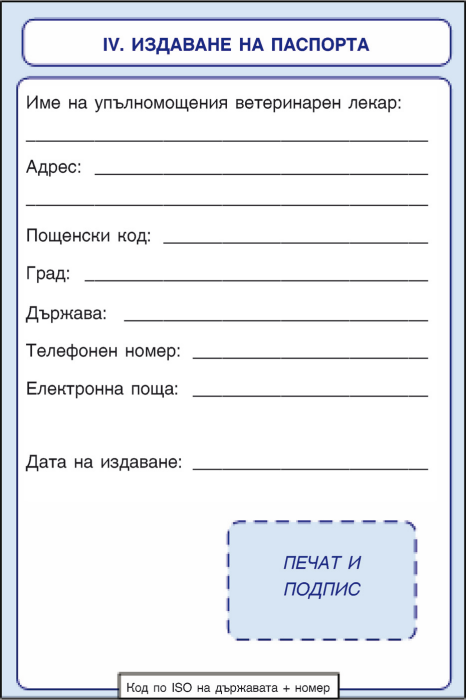 IV. ИЗДАВАНЕ НА ПАСПОРТА
Име на упълномощения ветеринарен лекар:
Адрес:
Пощенски код:
Град:
Държава:
Телефонен номер:
Електронна поща:
Дата на издаване:
ПЕЧАТ И
ПОДПИС
Код по ISO на държавата + номер